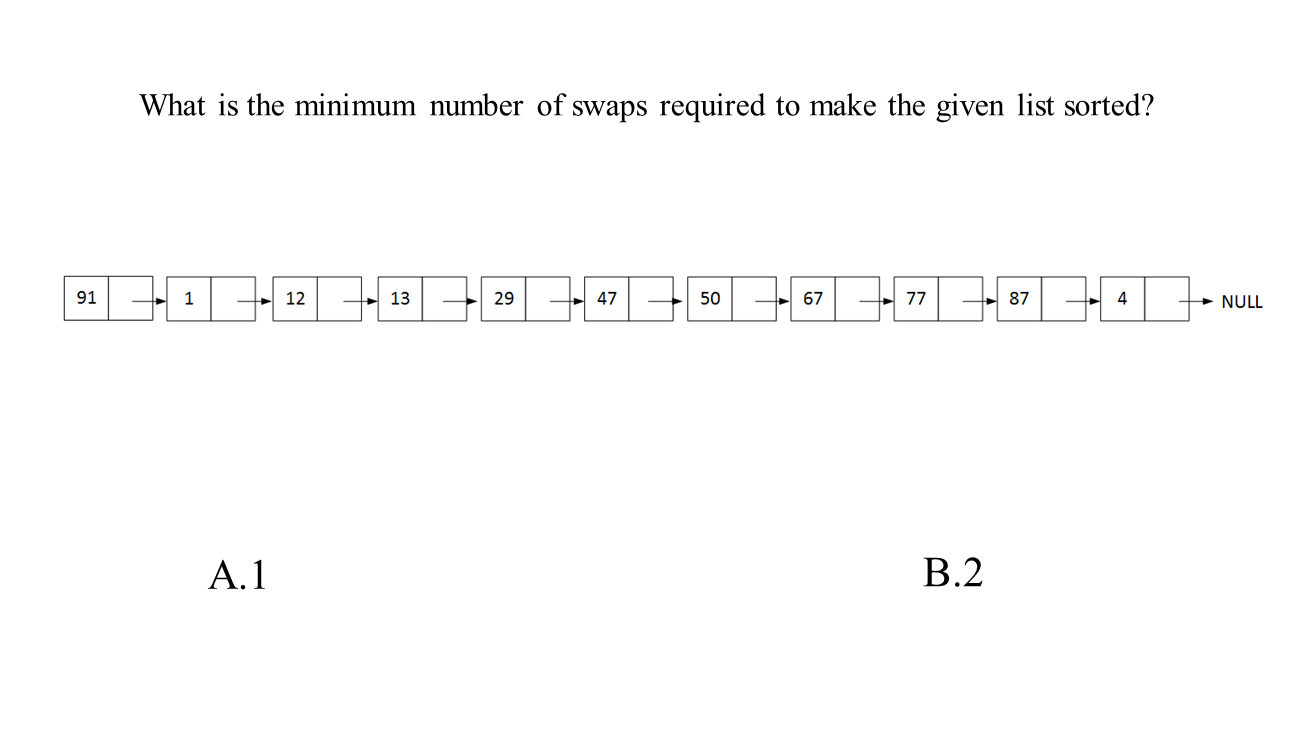 What is the minimum number of swaps required to make the given list sorted?
91 1 12 13 29 47 50 67 77 87 4 NULL
A.1 B.2